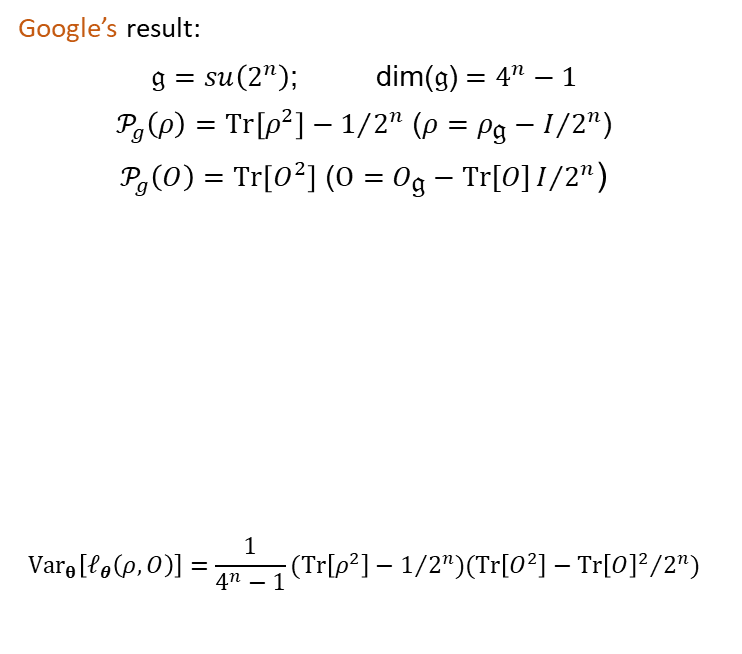 Google's result:
𝔤 = su(2ⁿ); dim(𝔤) = 4ⁿ − 1
𝒫_g(ρ) = Tr[ρ²] − 1/2ⁿ (ρ = ρ_𝔤 − I/2ⁿ)
𝒫_g(O) = Tr[O²] (O = O_𝔤 − Tr[O] I/2ⁿ)
Var_θ[ℓ_θ(ρ, O)] = 1/(4ⁿ − 1) (Tr[ρ²] − 1/2ⁿ)(Tr[O²] − Tr[O]²/2ⁿ)